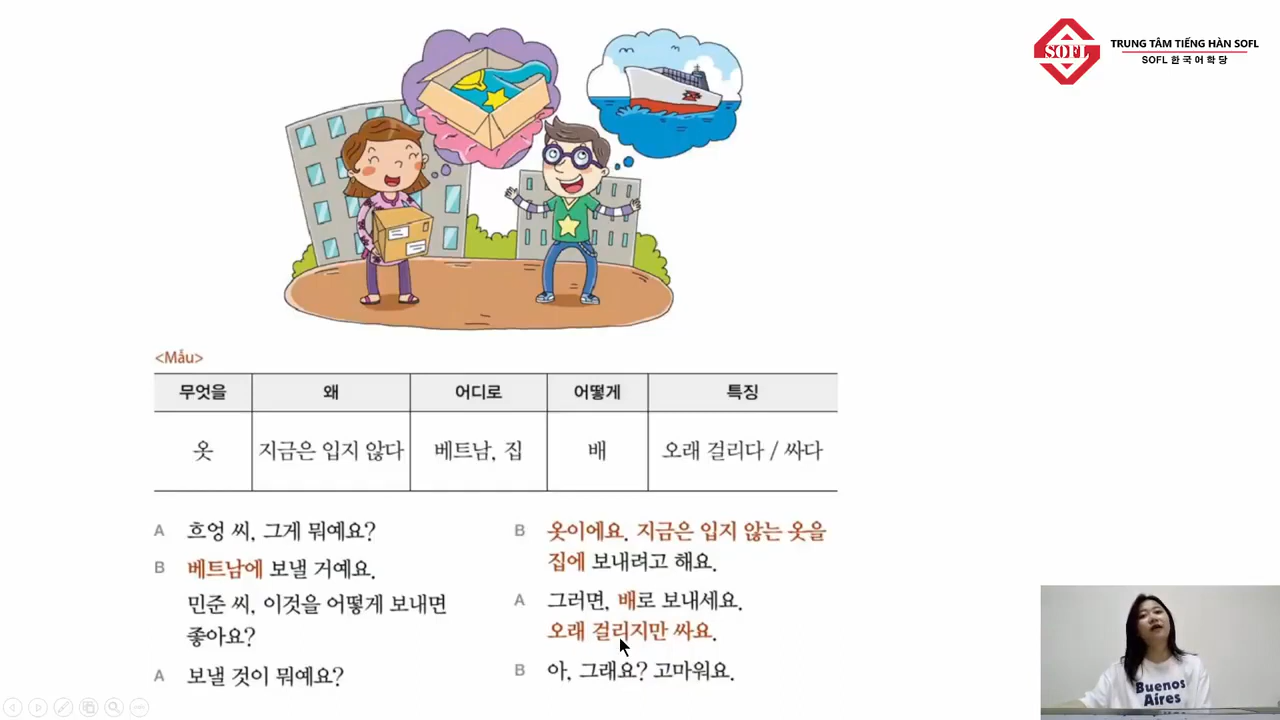 SOFL
TRUNG TÂM TIẾNG HÀN SOFL
SOFL 한 국 어 학 당
<Mẫu>
무엇을 왜 어디로 어떻게 특징
옷 지금은 입지 않다 베트남, 집 배 오래 걸리다 / 싸다
A 흐엉 씨, 그게 뭐예요?
B 베트남에 보낼 거예요.
민준 씨, 이것을 어떻게 보내면
좋아요?
A 보낼 것이 뭐예요?
B 옷이에요. 지금은 입지 않는 옷을
집에 보내려고 해요.
A 그러면, 배로 보내세요.
오래 걸리지만 싸요.
B 아, 그래요? 고마워요.
Buenos
Aires